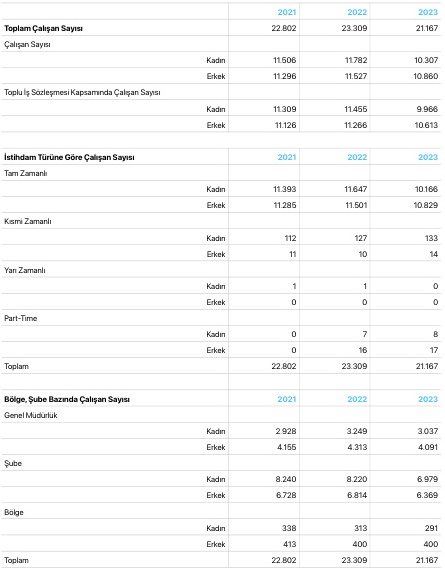 2021 2022 2023
Toplam Çalışan Sayısı 22.802 23.309 21.167
Çalışan Sayısı
Kadın 11.506 11.782 10.307
Erkek 11.296 11.527 10.860
Toplu İş Sözleşmesi Kapsamında Çalışan Sayısı
Kadın 11.309 11.455 9.966
Erkek 11.126 11.266 10.613
İstihdam Türüne Göre Çalışan Sayısı 2021 2022 2023
Tam Zamanlı
Kadın 11.393 11.647 10.166
Erkek 11.285 11.501 10.829
Kısmi Zamanlı
Kadın 112 127 133
Erkek 11 10 14
Yarı Zamanlı
Kadın 1 1 0
Erkek 0 0 0
Part-Time
Kadın 0 7 8
Erkek 0 16 17
Toplam 22.802 23.309 21.167
Bölge, Şube Bazında Çalışan Sayısı 2021 2022 2023
Genel Müdürlük
Kadın 2.928 3.249 3.037
Erkek 4.155 4.313 4.091
Şube
Kadın 8.240 8.220 6.979
Erkek 6.728 6.814 6.369
Bölge
Kadın 338 313 291
Erkek 413 400 400
Toplam 22.802 23.309 21.167